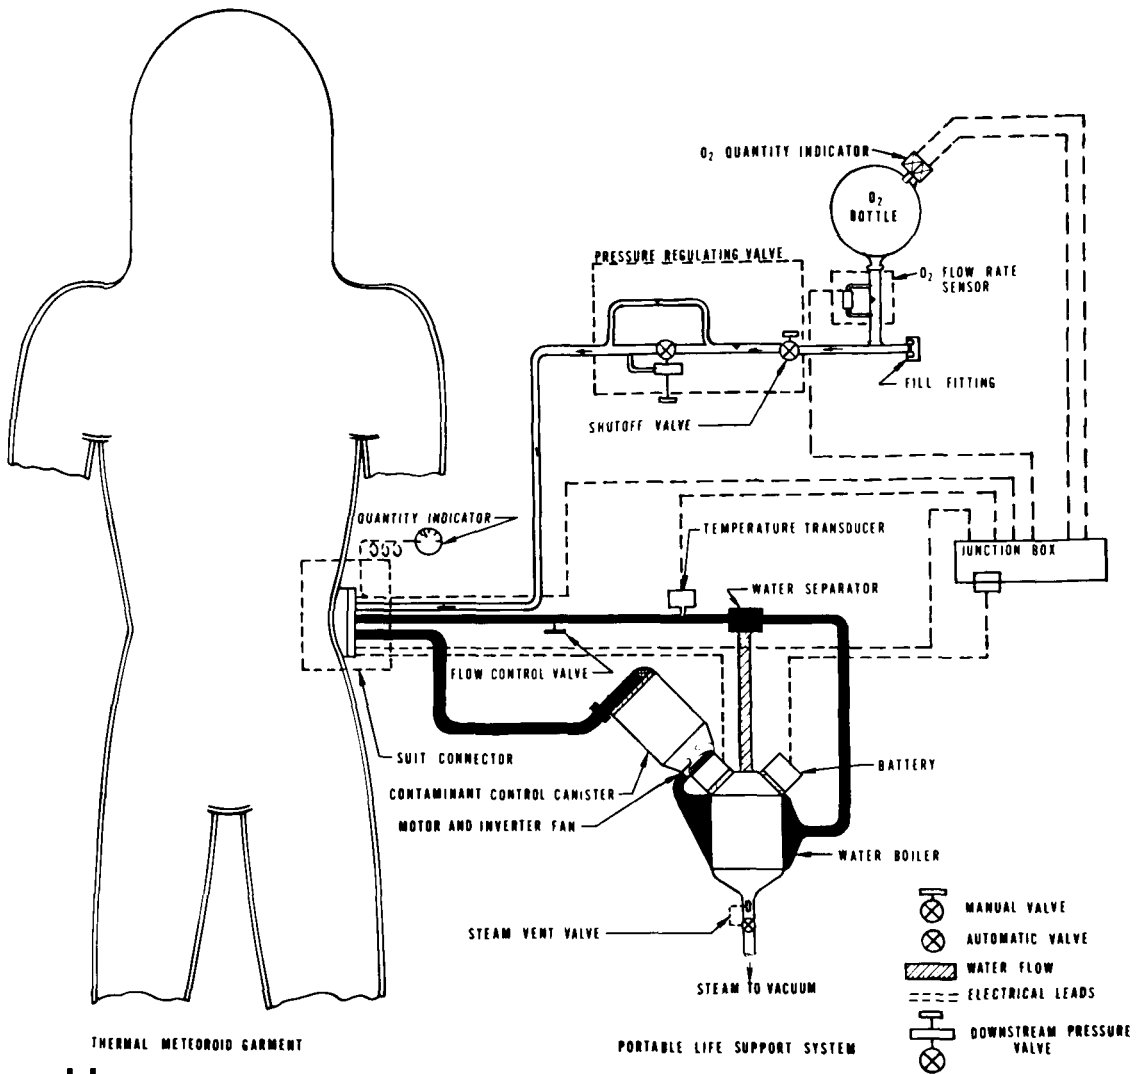 O₂ QUANTITY INDICATOR
O₂
BOTTLE
PRESSURE REGULATING VALVE
O₂ FLOW RATE
SENSOR
FILL FITTING
SHUTOFF VALVE
QUANTITY INDICATOR
TEMPERATURE TRANSDUCER
JUNCTION BOX
WATER SEPARATOR
FLOW CONTROL VALVE
SUIT CONNECTOR
BATTERY
CONTAMINANT CONTROL CANISTER
MOTOR AND INVERTER FAN
WATER BOILER
MANUAL VALVE
STEAM VENT VALVE
AUTOMATIC VALVE
WATER FLOW
STEAM TO VACUUM
ELECTRICAL LEADS
DOWNSTREAM PRESSURE
VALVE
THERMAL METEOROID GARMENT
PORTABLE LIFE SUPPORT SYSTEM